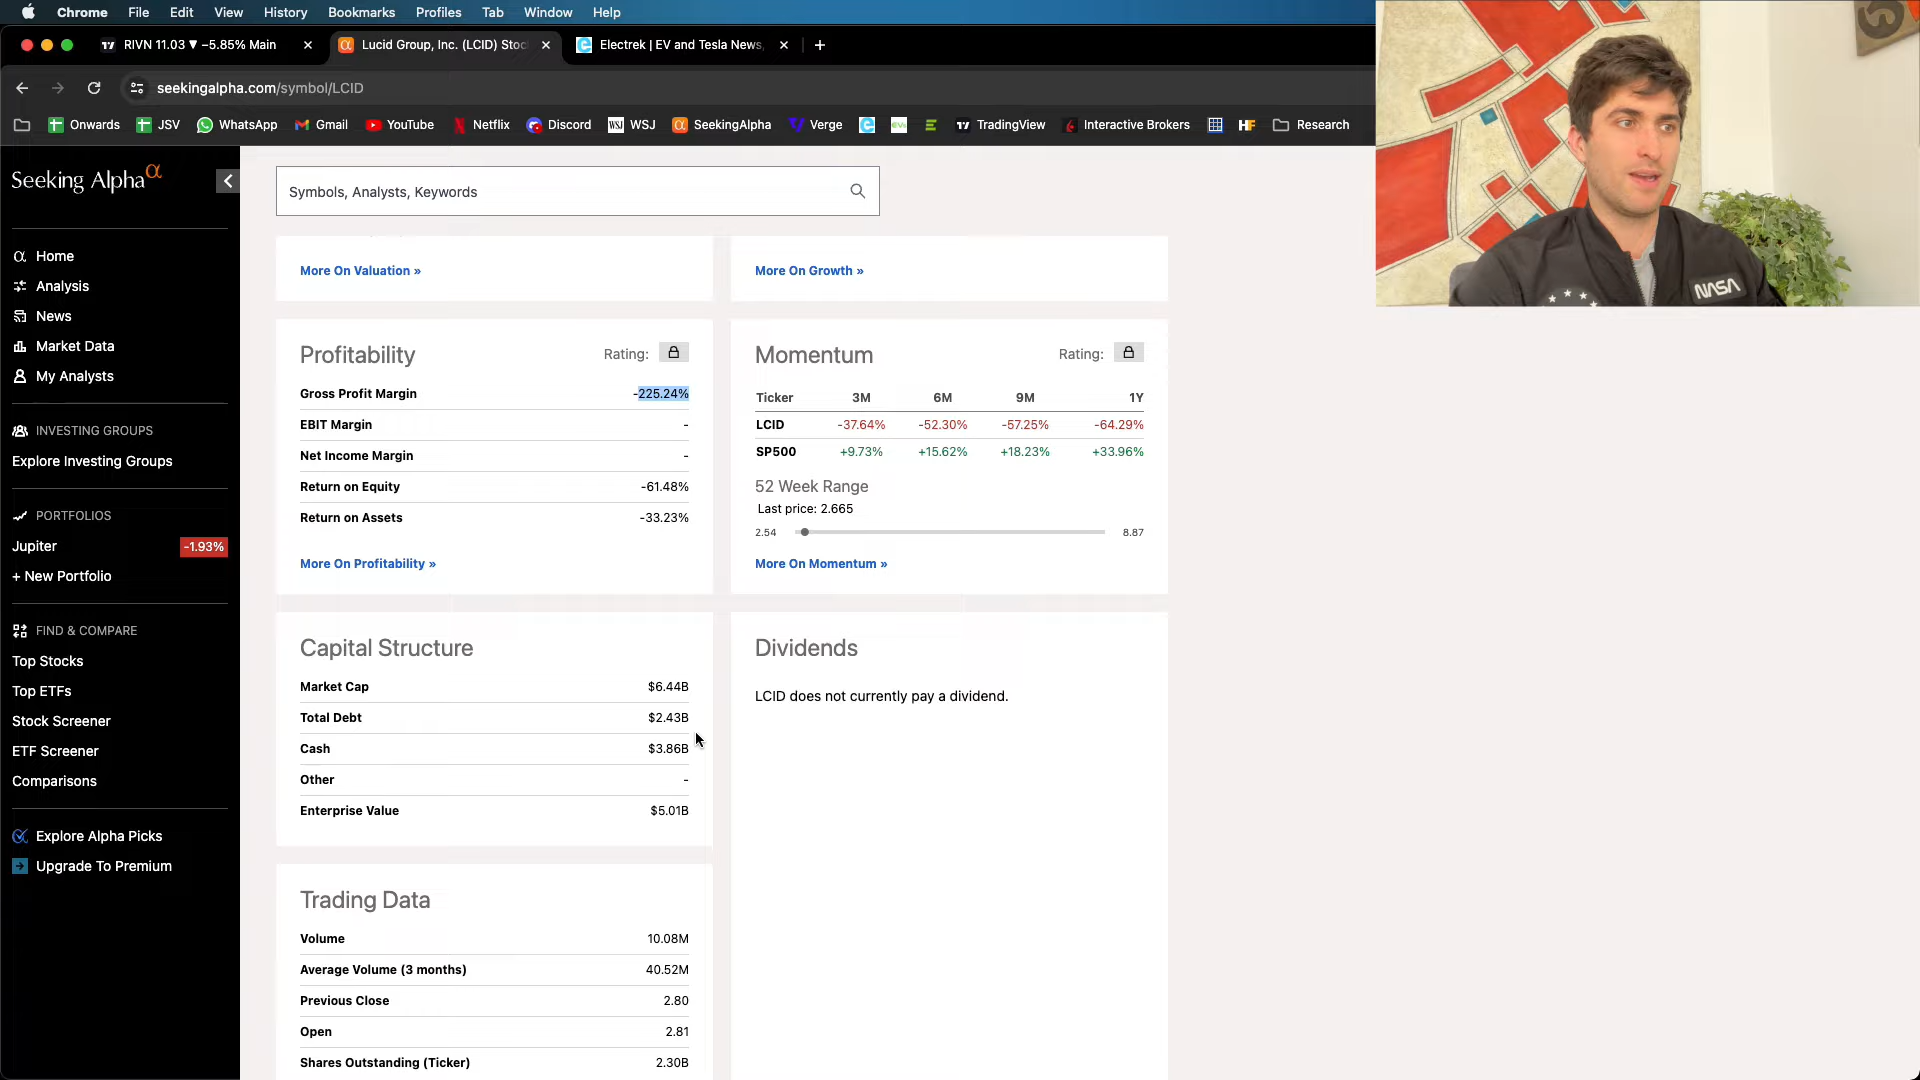 Chrome File Edit View History Bookmarks Profiles Tab Window Help
RIVN 11.03 ▼ −5.85% Main
Lucid Group, Inc. (LCID) Stoc
Electrek | EV and Tesla News,
seekingalpha.com/symbol/LCID
Onwards JSV WhatsApp Gmail YouTube Netflix Discord WSJ WSJ SeekingAlpha Verge TradingView Interactive Brokers HF Research
Seeking Alpha α
Symbols, Analysts, Keywords
Home
Analysis
News
Market Data
My Analysts
INVESTING GROUPS
Explore Investing Groups
PORTFOLIOS
Jupiter -1.93%
+ New Portfolio
FIND & COMPARE
Top Stocks
Top ETFs
Stock Screener
ETF Screener
Comparisons
Explore Alpha Picks
Upgrade To Premium
More On Valuation »
More On Growth »
Profitability Rating:
Gross Profit Margin -225.24%
EBIT Margin -
Net Income Margin -
Return on Equity -61.48%
Return on Assets -33.23%
More On Profitability »
Momentum Rating:
Ticker 3M 6M 9M 1Y
LCID -37.64% -52.30% -57.25% -64.29%
SP500 +9.73% +15.62% +18.23% +33.96%
52 Week Range
Last price: 2.665
2.54 8.87
More On Momentum »
Capital Structure
Market Cap $6.44B
Total Debt $2.43B
Cash $3.86B
Other -
Enterprise Value $5.01B
Dividends
LCID does not currently pay a dividend.
Trading Data
Volume 10.08M
Average Volume (3 months) 40.52M
Previous Close 2.80
Open 2.81
Shares Outstanding (Ticker) 2.30B
NASA